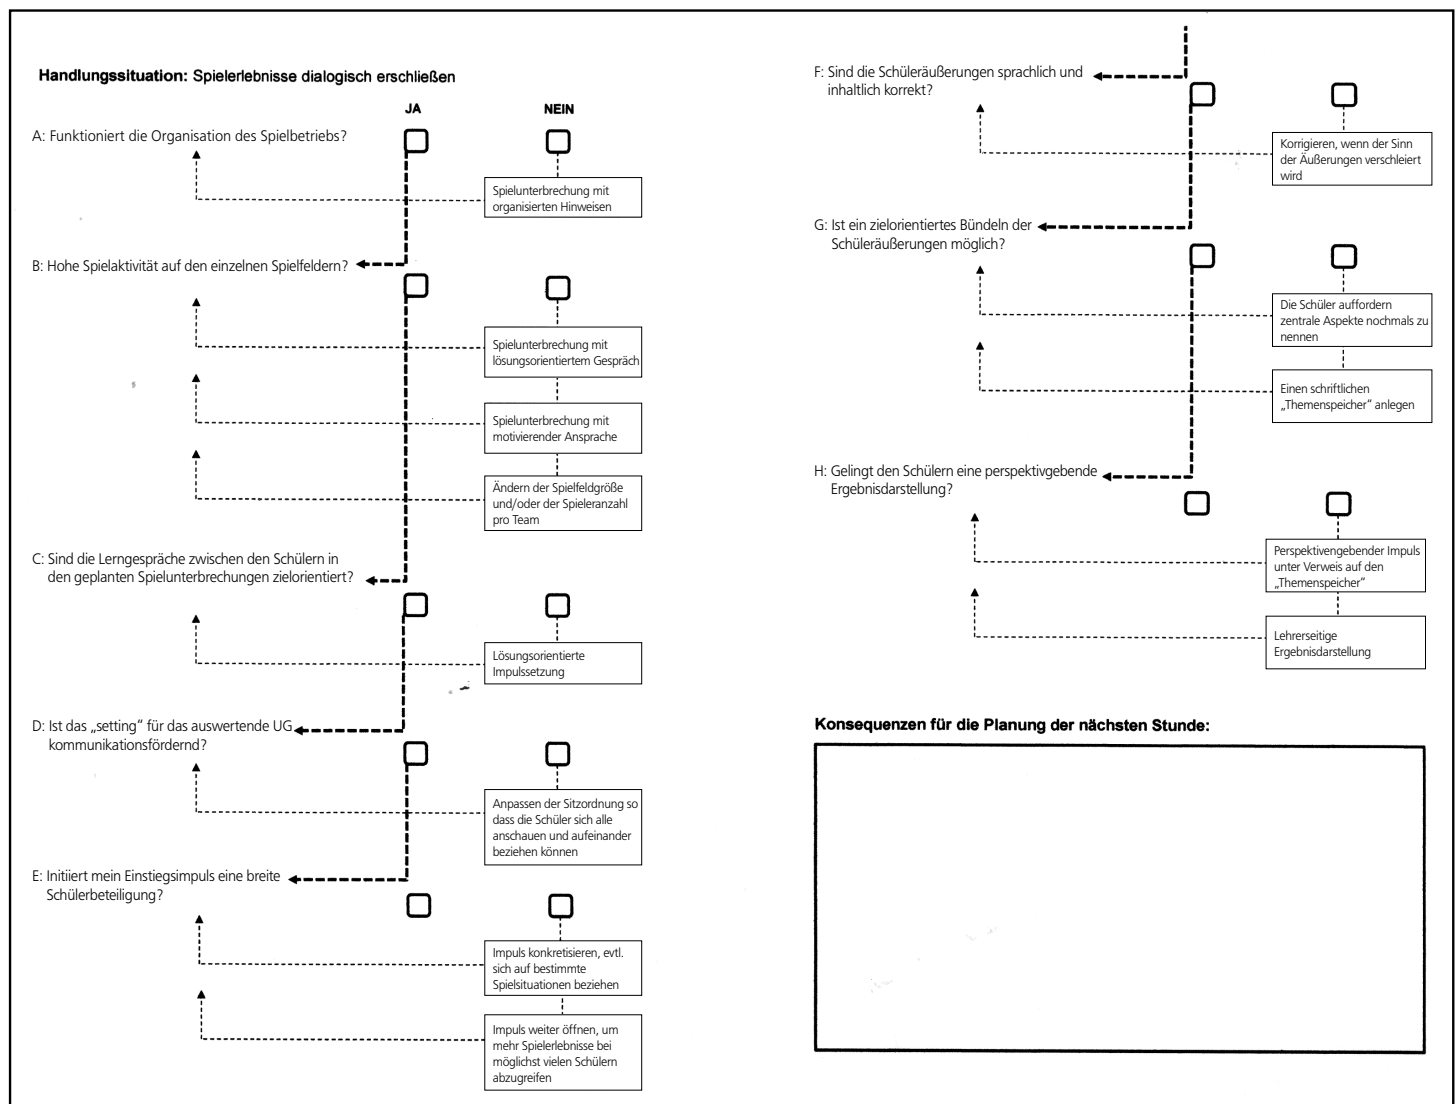 Handlungssituation: Spielerlebnisse dialogisch erschließen
JA
NEIN
A: Funktioniert die Organisation des Spielbetriebs?
Spielunterbrechung mit
organisierten Hinweisen
B: Hohe Spielaktivität auf den einzelnen Spielfeldern?
Spielunterbrechung mit
lösungsorientiertem Gespräch
Spielunterbrechung mit
motivierender Ansprache
Ändern der Spielfeldgröße
und/oder der Spieleranzahl
pro Team
C: Sind die Lerngespräche zwischen den Schülern in
den geplanten Spielunterbrechungen zielorientiert?
Lösungsorientierte
Impulssetzung
D: Ist das „setting“ für das auswertende UG
kommunikationsfördernd?
Anpassen der Sitzordnung so
dass die Schüler sich alle
anschauen und aufeinander
beziehen können
E: Initiiert mein Einstiegsimpuls eine breite
Schülerbeteiligung?
Impuls konkretisieren, evtl.
sich auf bestimmte
Spielsituationen beziehen
Impuls weiter öffnen, um
mehr Spielerlebnisse bei
möglichst vielen Schülern
abzugreifen
F: Sind die Schüleräußerungen sprachlich und
inhaltlich korrekt?
Korrigieren, wenn der Sinn
der Äußerungen verschleiert
wird
G: Ist ein zielorientiertes Bündeln der
Schüleräußerungen möglich?
Die Schüler auffordern
zentrale Aspekte nochmals zu
nennen
Einen schriftlichen
„Themenspeicher“ anlegen
H: Gelingt den Schülern eine perspektivgebende
Ergebnisdarstellung?
Perspektivengebender Impuls
unter Verweis auf den
„Themenspeicher“
Lehrerseitige
Ergebnisdarstellung
Konsequenzen für die Planung der nächsten Stunde: